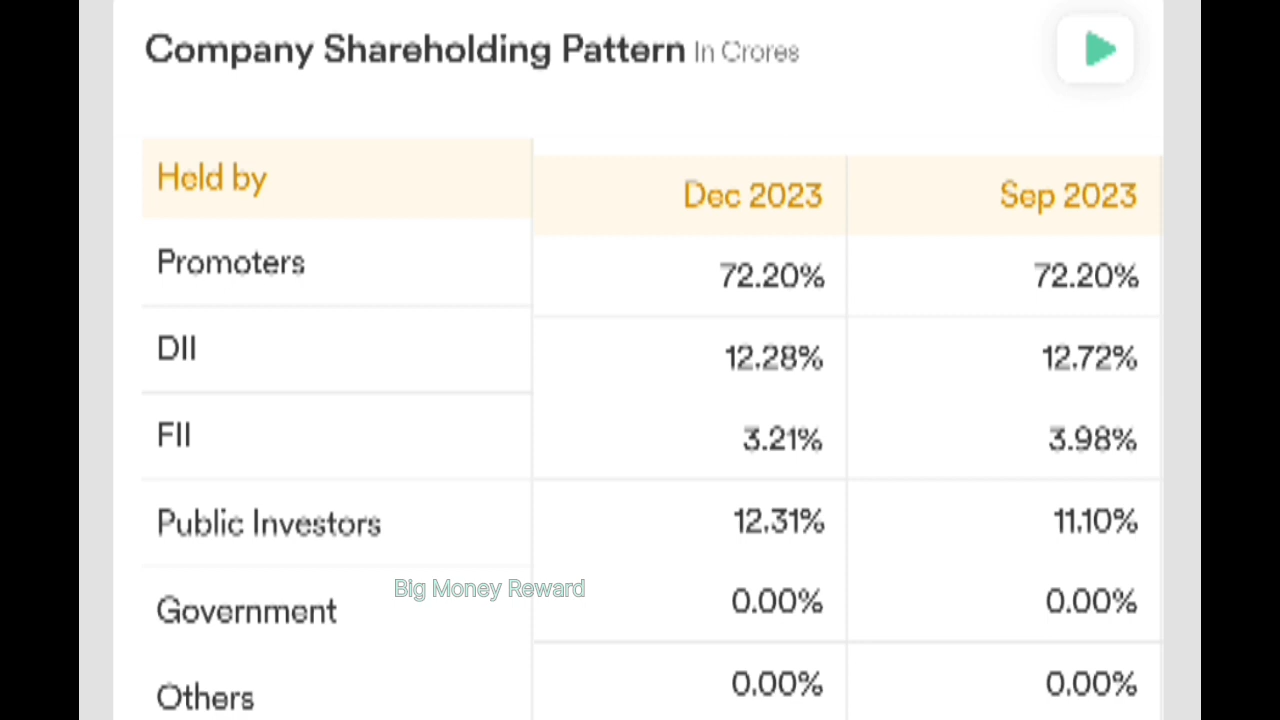 Company Shareholding Pattern In Crores
Held by Dec 2023 Sep 2023
Promoters 72.20% 72.20%
DII 12.28% 12.72%
FII 3.21% 3.98%
Public Investors 12.31% 11.10%
Big Money Reward
Government 0.00% 0.00%
Others 0.00% 0.00%